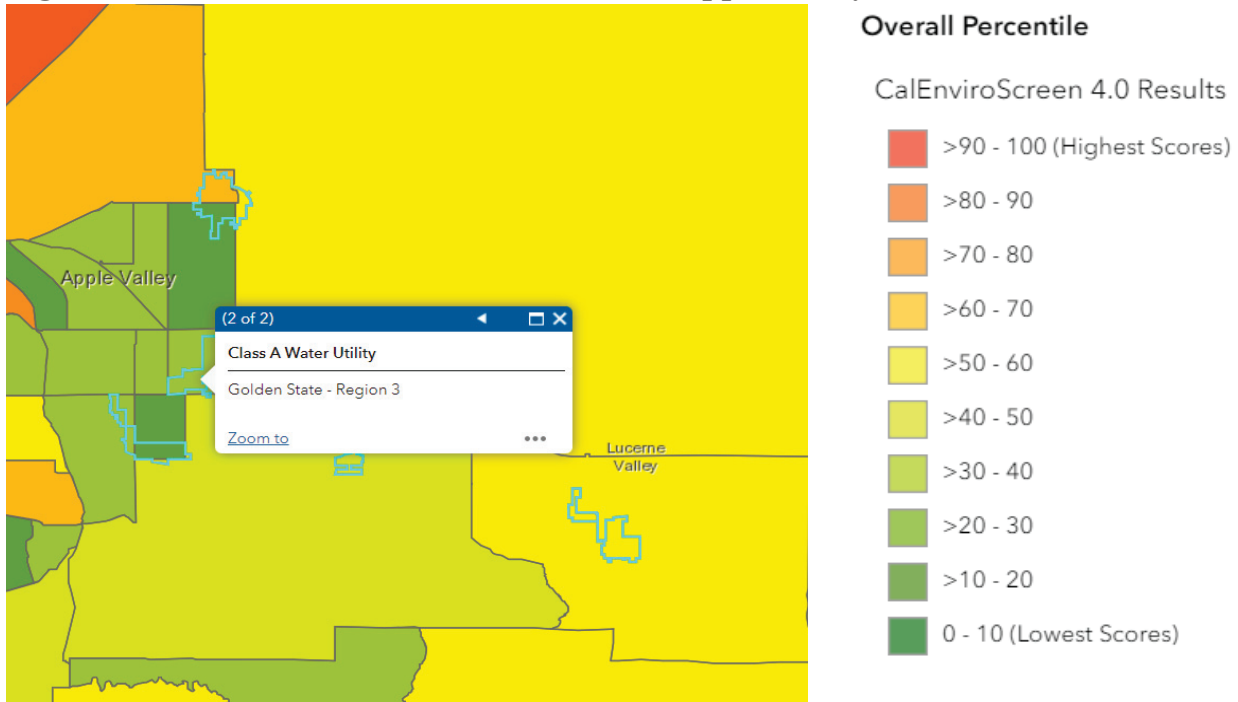 Overall Percentile
CalEnviroScreen 4.0 Results
>90 - 100 (Highest Scores)
>80 - 90
>70 - 80
>60 - 70
>50 - 60
>40 - 50
>30 - 40
>20 - 30
>10 - 20
0 - 10 (Lowest Scores)
Apple Valley
(2 of 2)
Class A Water Utility
Golden State - Region 3
Zoom to
Lucerne
Valley